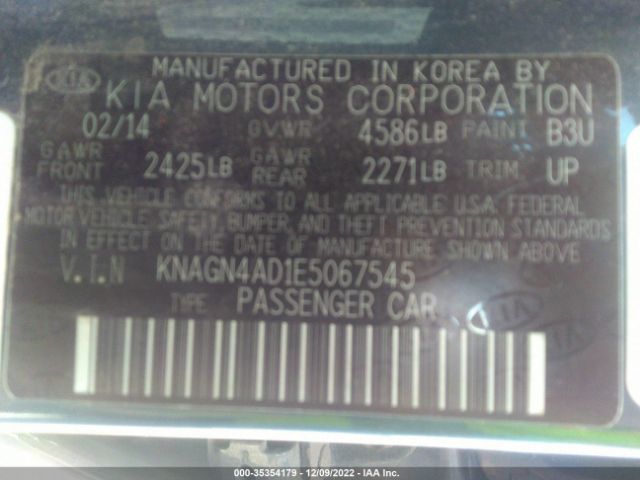 KIA MANUFACTURED IN KOREA BY
KIA MOTORS CORPORATION
02/14 GVWR 4586LB PAINT B3U
GAWR FRONT 2425LB GAWR REAR 2271LB TRIM UP
THIS VEHICLE CONFORMS TO ALL APPLICABLE U.S.A. FEDERAL
MOTOR VEHICLE SAFETY, BUMPER, AND THEFT PREVENTION STANDARDS
IN EFFECT ON THE DATE OF MANUFACTURE SHOWN ABOVE.
V.I.N KNAGN4AD1E5067545
TYPE PASSENGER CAR
KIA
000-35354179 - 12/09/2022 - IAA Inc.